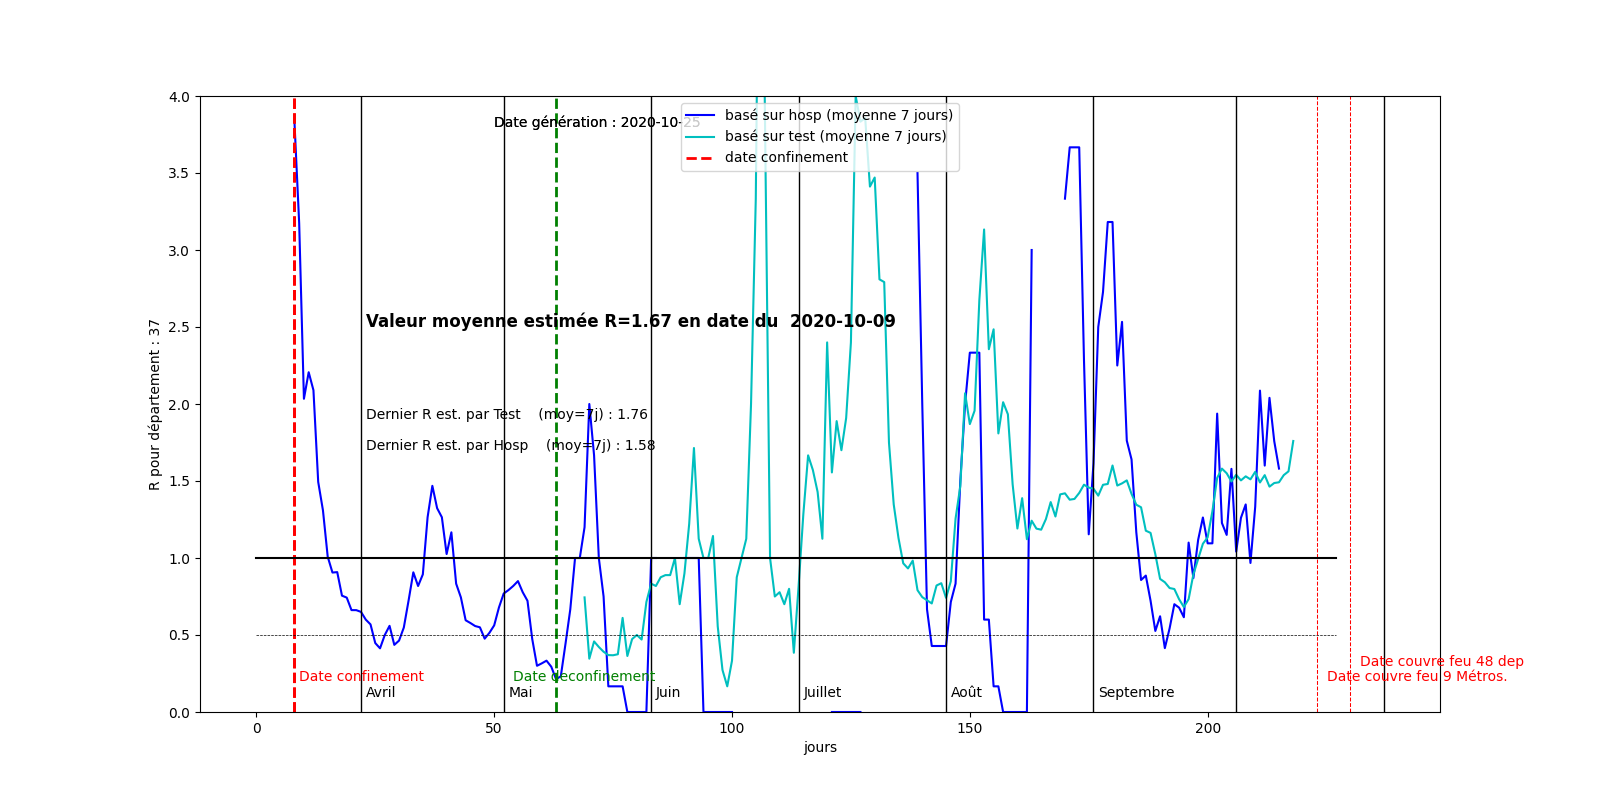 4.0
3.5
3.0
2.5
2.0
1.5
1.0
0.5
0.0
R pour département : 37
Date génération : 2020-10-25
basé sur hosp (moyenne 7 jours)
basé sur test (moyenne 7 jours)
date confinement
Valeur moyenne estimée R=1.67 en date du  2020-10-09
Dernier R est. par Test    (moy=7j) : 1.76
Dernier R est. par Hosp    (moy=7j) : 1.58
Date couvre feu 48 dep
Date confinement
Date deconfinement
Date couvre feu 9 Métros.
Avril
Mai
Juin
Juillet
Août
Septembre
0
50
100
150
200
jours